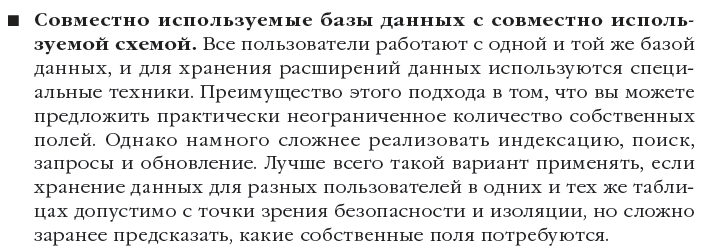 ■ Совместно используемые базы данных с совместно исполь-
зуемой схемой. Все пользователи работают с одной и той же базой
данных, и для хранения расширений данных используются специ-
альные техники. Преимущество этого подхода в том, что вы можете
предложить практически неограниченное количество собственных
полей. Однако намного сложнее реализовать индексацию, поиск,
запросы и обновление. Лучше всего такой вариант применять, если
хранение данных для разных пользователей в одних и тех же табли-
цах допустимо с точки зрения безопасности и изоляции, но сложно
заранее предсказать, какие собственные поля потребуются.